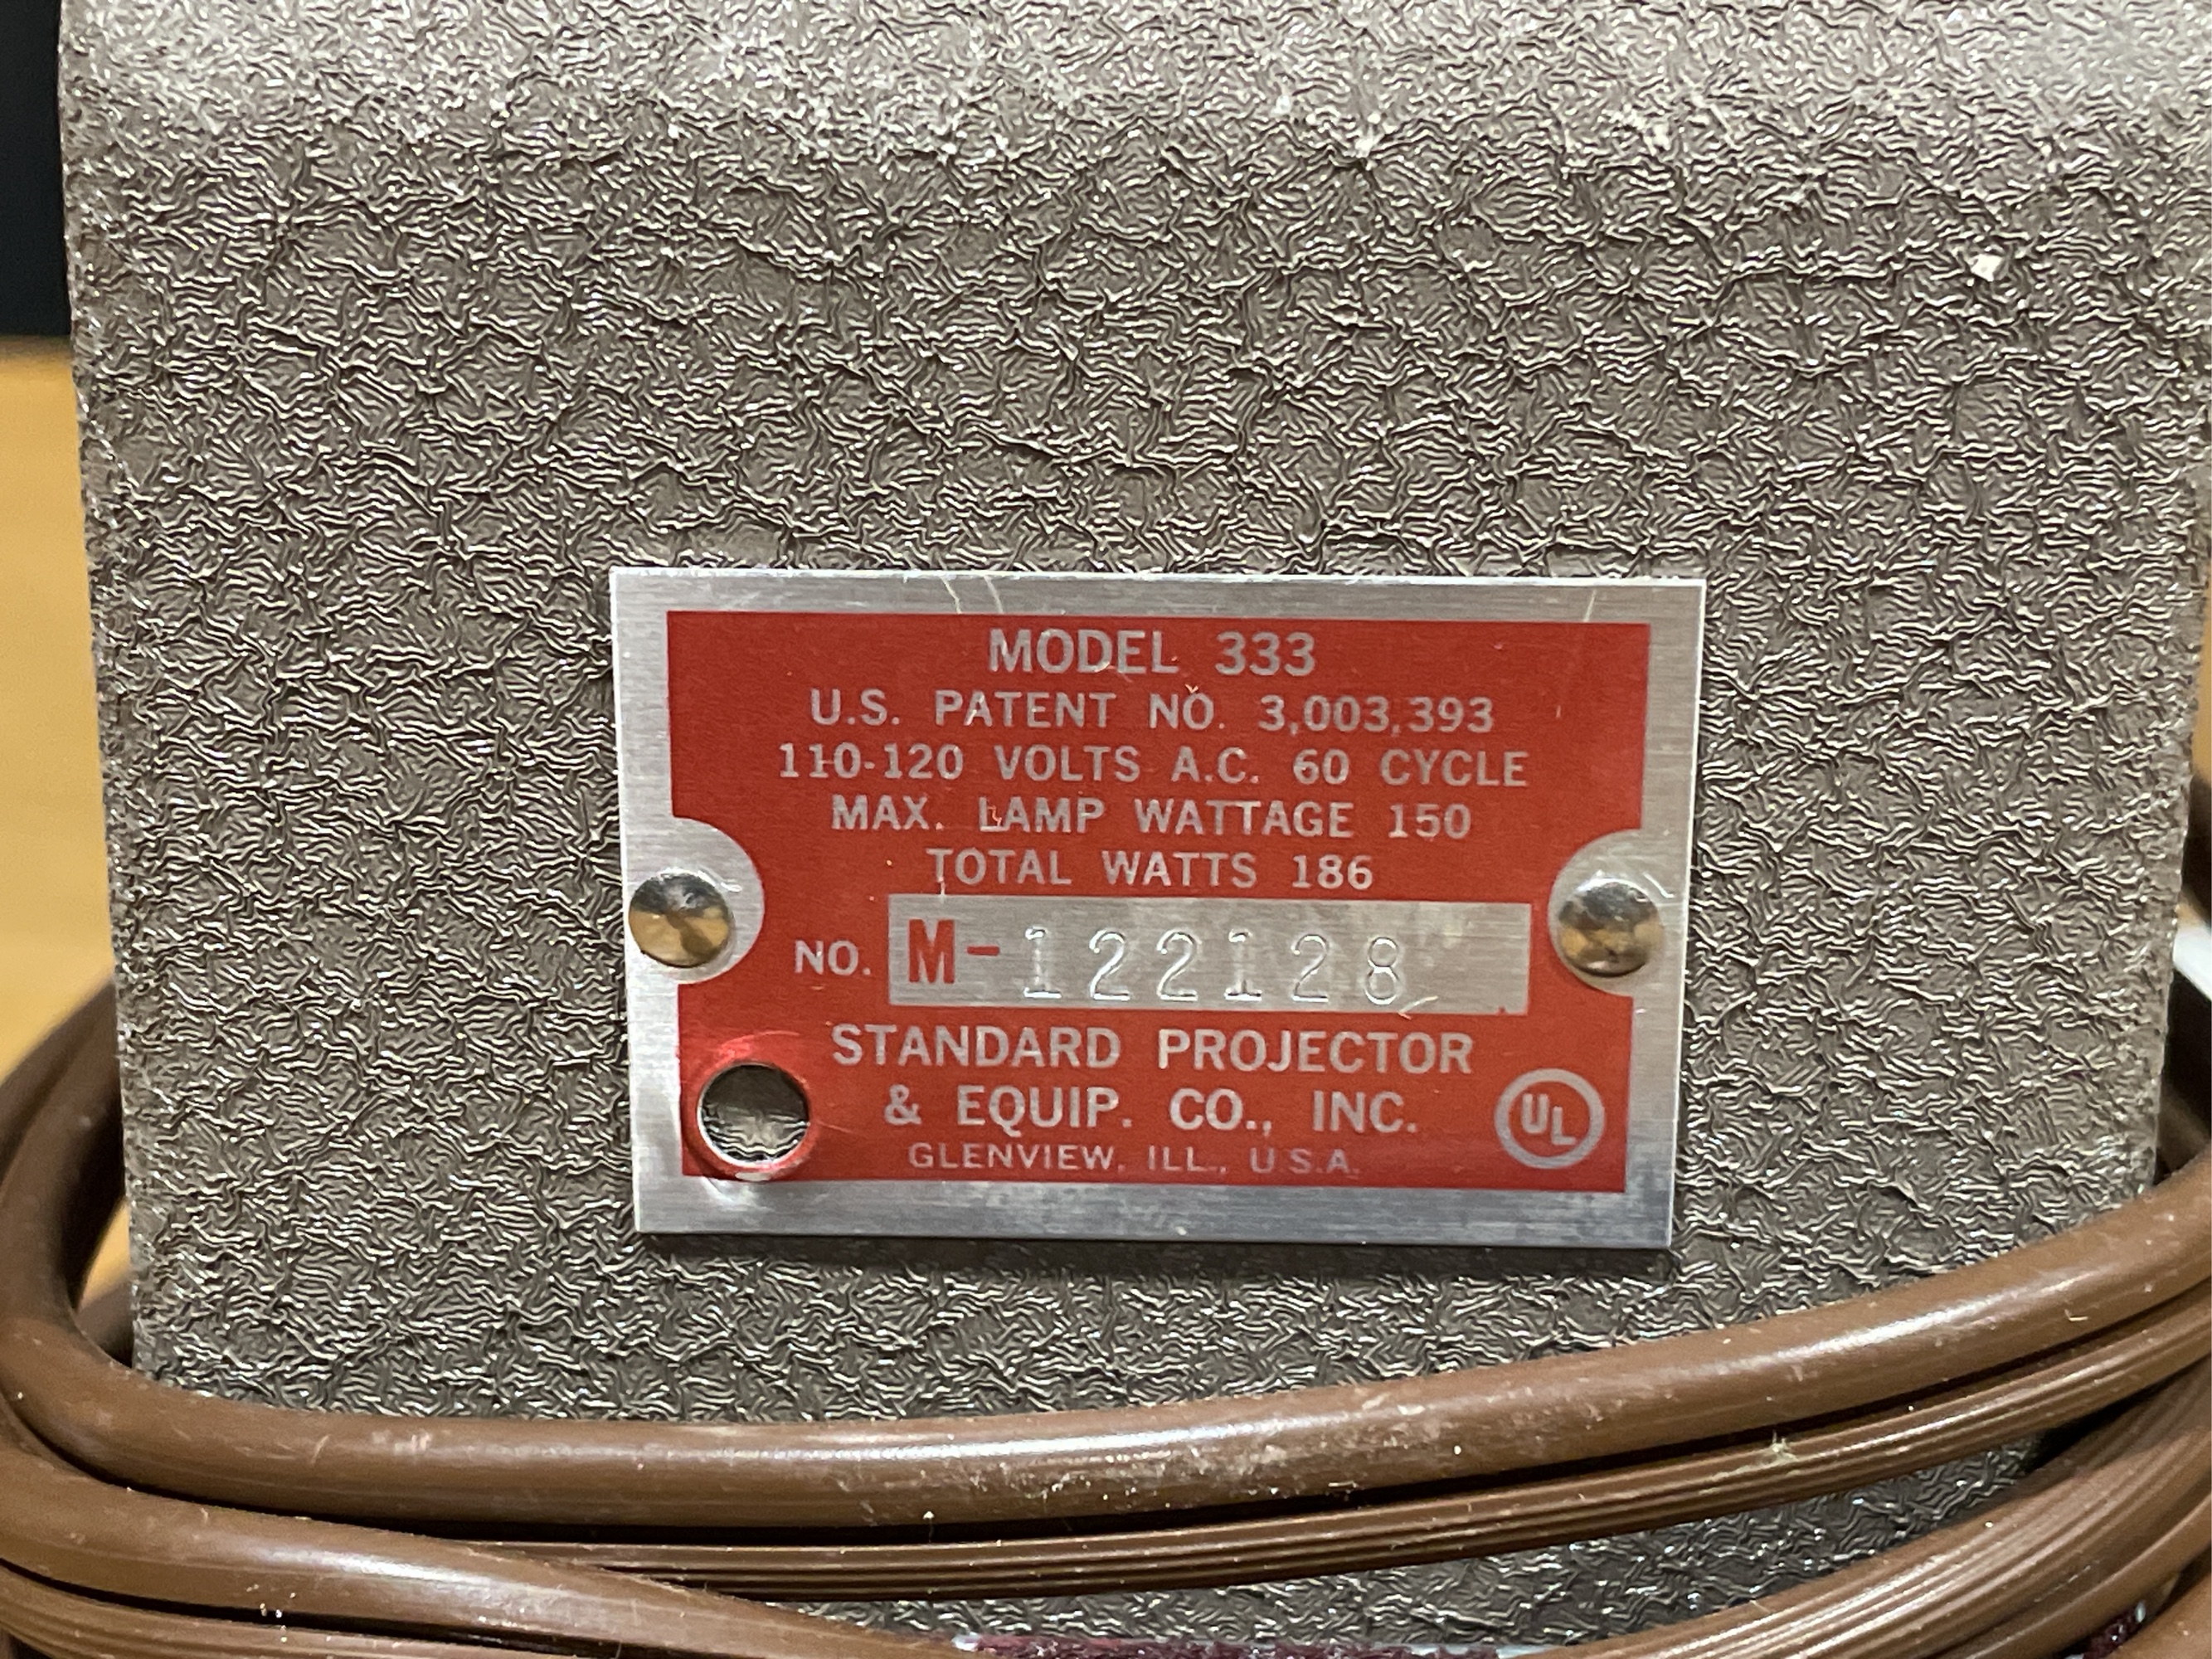 MODEL 333
U.S. PATENT NO. 3,003,393
110-120 VOLTS A.C. 60 CYCLE
MAX. LAMP WATTAGE 150
TOTAL WATTS 186
NO. M-122128
STANDARD PROJECTOR
& EQUIP. CO., INC.
GLENVIEW, ILL., U.S.A.
UL